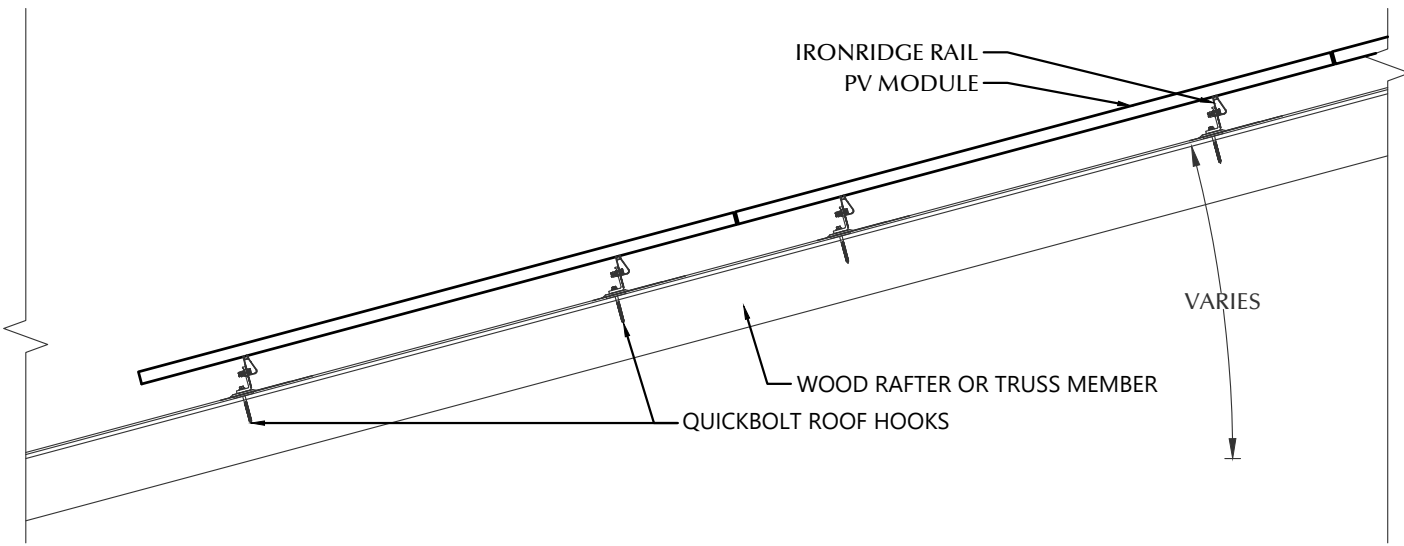 IRONRIDGE RAIL
PV MODULE
VARIES
WOOD RAFTER OR TRUSS MEMBER
QUICKBOLT ROOF HOOKS